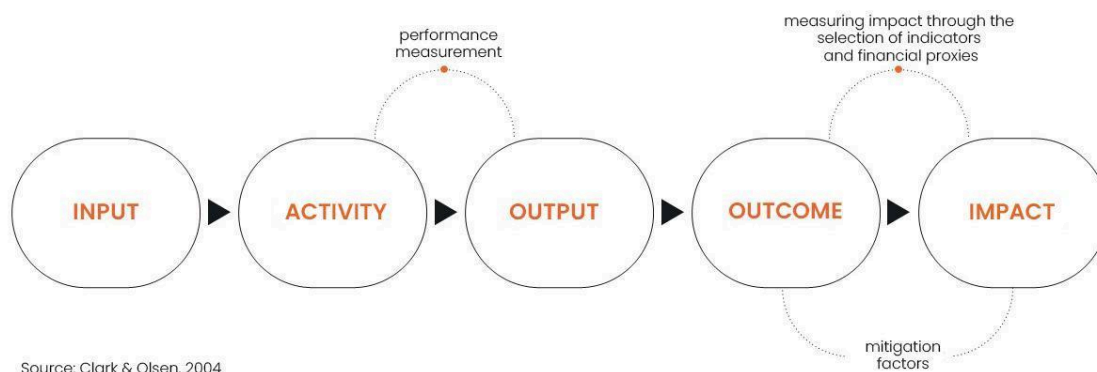 performance
measurement
measuring impact through the
selection of indicators
and financial proxies
INPUT
ACTIVITY
OUTPUT
OUTCOME
IMPACT
mitigation
factors
Source: Clark & Olsen, 2004